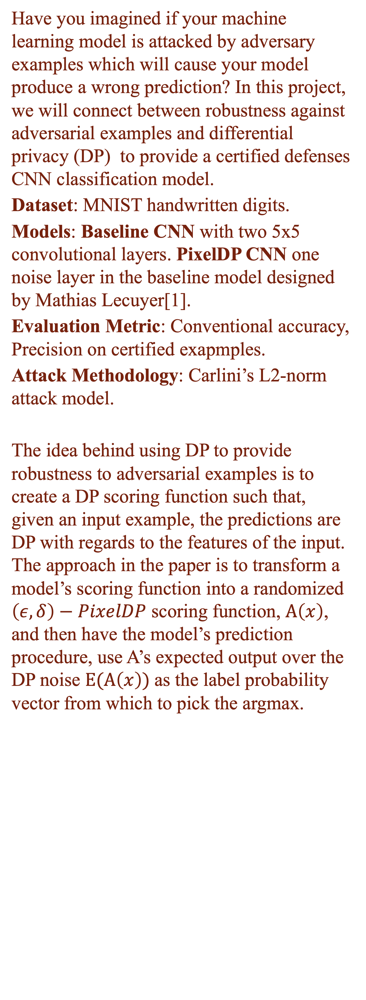 Have you imagined if your machine
learning model is attacked by adversary
examples which will cause your model
produce a wrong prediction? In this project,
we will connect between robustness against
adversarial examples and differential
privacy (DP)  to provide a certified defenses
CNN classification model.
Dataset: MNIST handwritten digits.
Models: Baseline CNN with two 5x5
convolutional layers. PixelDP CNN one
noise layer in the baseline model designed
by Mathias Lecuyer[1].
Evaluation Metric: Conventional accuracy,
Precision on certified exapmples.
Attack Methodology: Carlini’s L2-norm
attack model.
The idea behind using DP to provide
robustness to adversarial examples is to
create a DP scoring function such that,
given an input example, the predictions are
DP with regards to the features of the input.
The approach in the paper is to transform a
model’s scoring function into a randomized
(ϵ, δ) − PixelDP scoring function, A(x),
and then have the model’s prediction
procedure, use A’s expected output over the
DP noise E(A(x)) as the label probability
vector from which to pick the argmax.